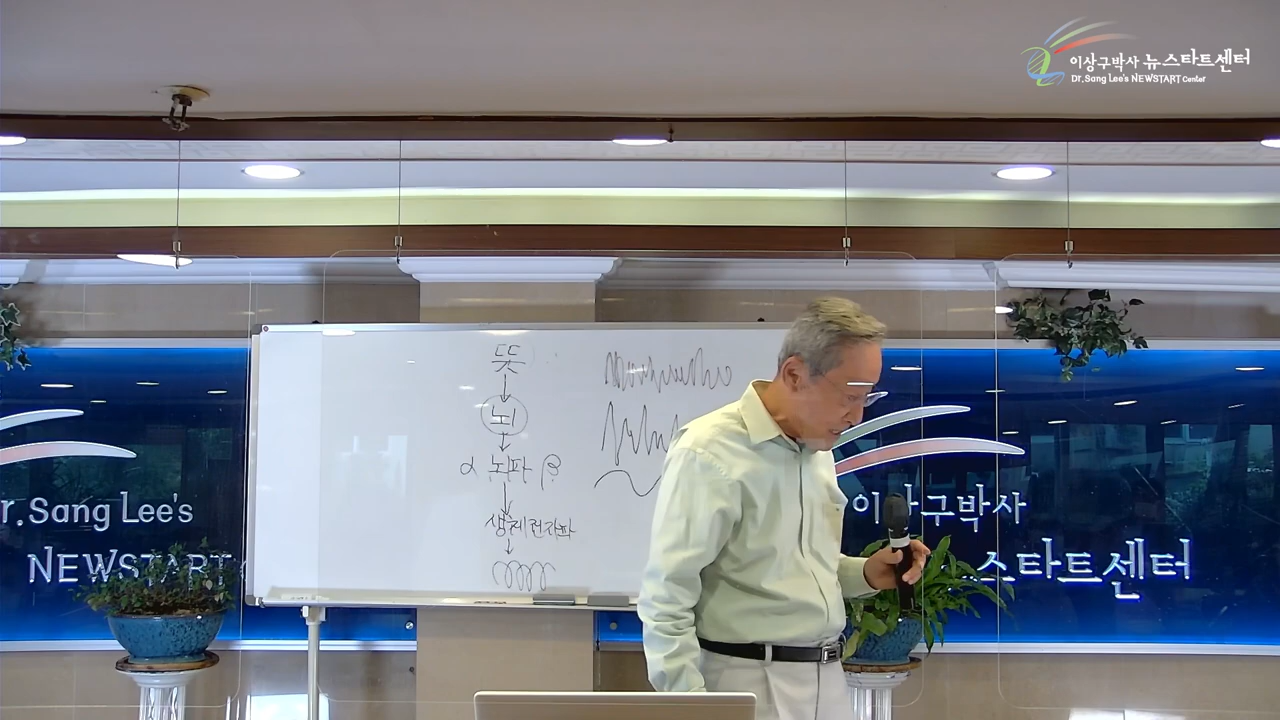 이상구박사 뉴스타트센터
Dr. Sang Lee's NEWSTART Center
뜻
뇌
α 뇌파 β
생체전자파
r.Sang Lee's
NEWSTART
이상구박사
스타트센터